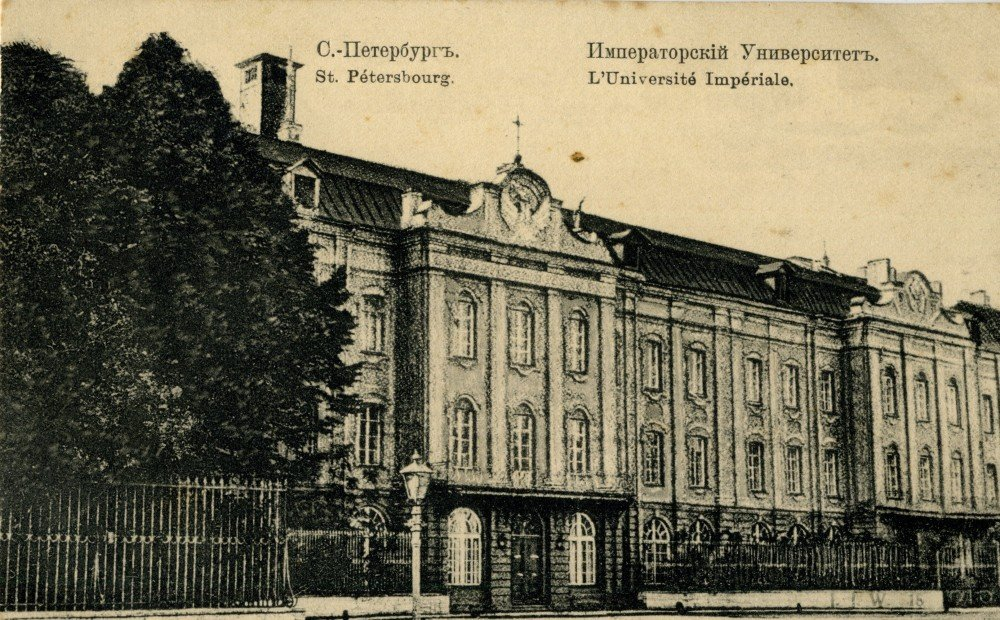 С.-Петербургъ.
St. Pétersbourg.
Императорскій Университетъ.
L'Université Impériale.